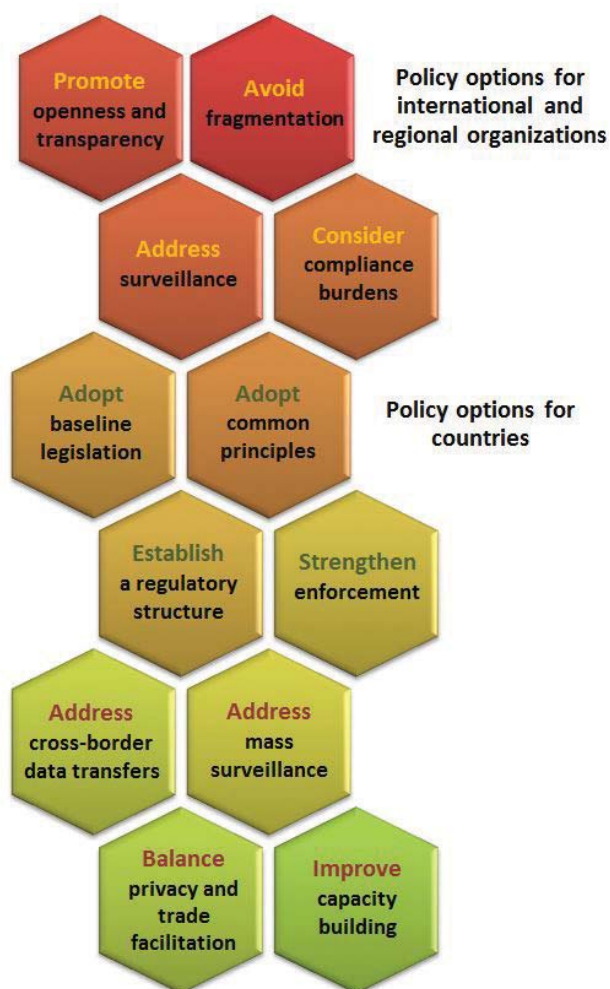 Promote
openness and
transparency
Avoid
fragmentation
Policy options for
international and
regional organizations
Address
surveillance
Consider
compliance
burdens
Adopt
baseline
legislation
Adopt
common
principles
Policy options for
countries
Establish
a regulatory
structure
Strengthen
enforcement
Address
cross-border
data transfers
Address
mass
surveillance
Balance
privacy and
trade
facilitation
Improve
capacity
building